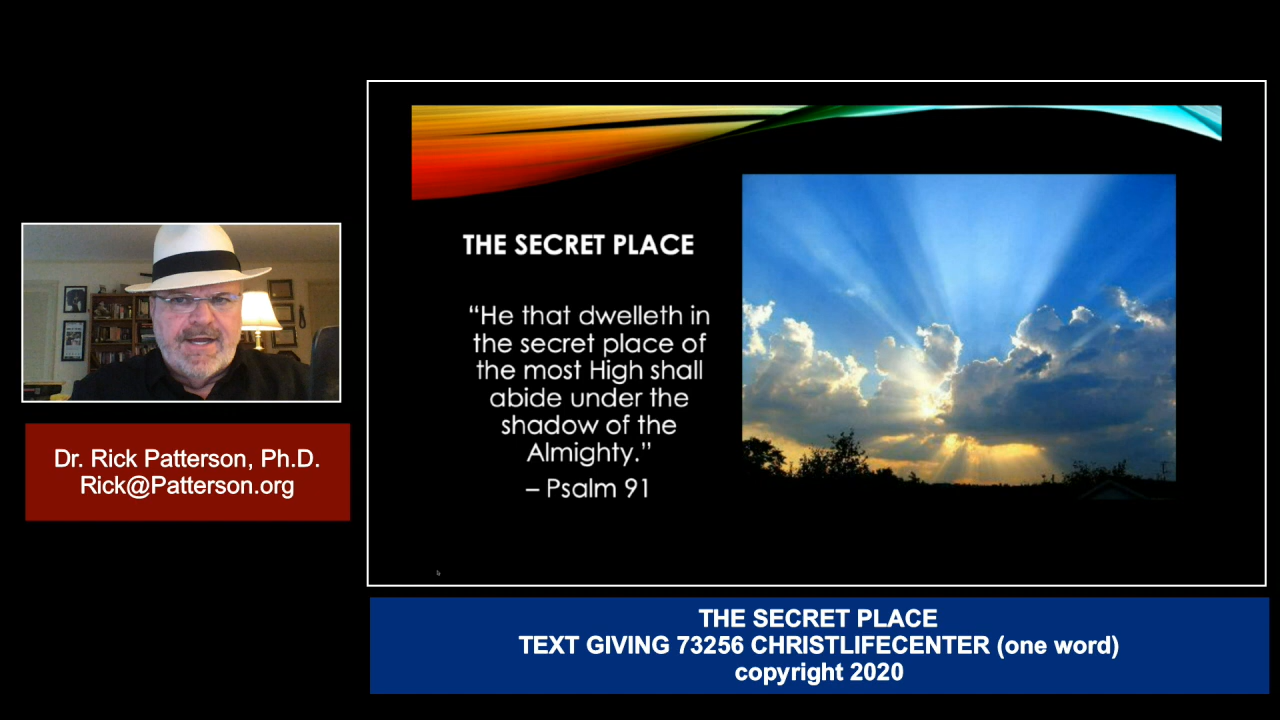 THE SECRET PLACE
“He that dwelleth in
the secret place of
the most High shall
abide under the
shadow of the
Almighty.”
– Psalm 91
Dr. Rick Patterson, Ph.D.
Rick@Patterson.org
THE SECRET PLACE
TEXT GIVING 73256 CHRISTLIFECENTER (one word)
copyright 2020